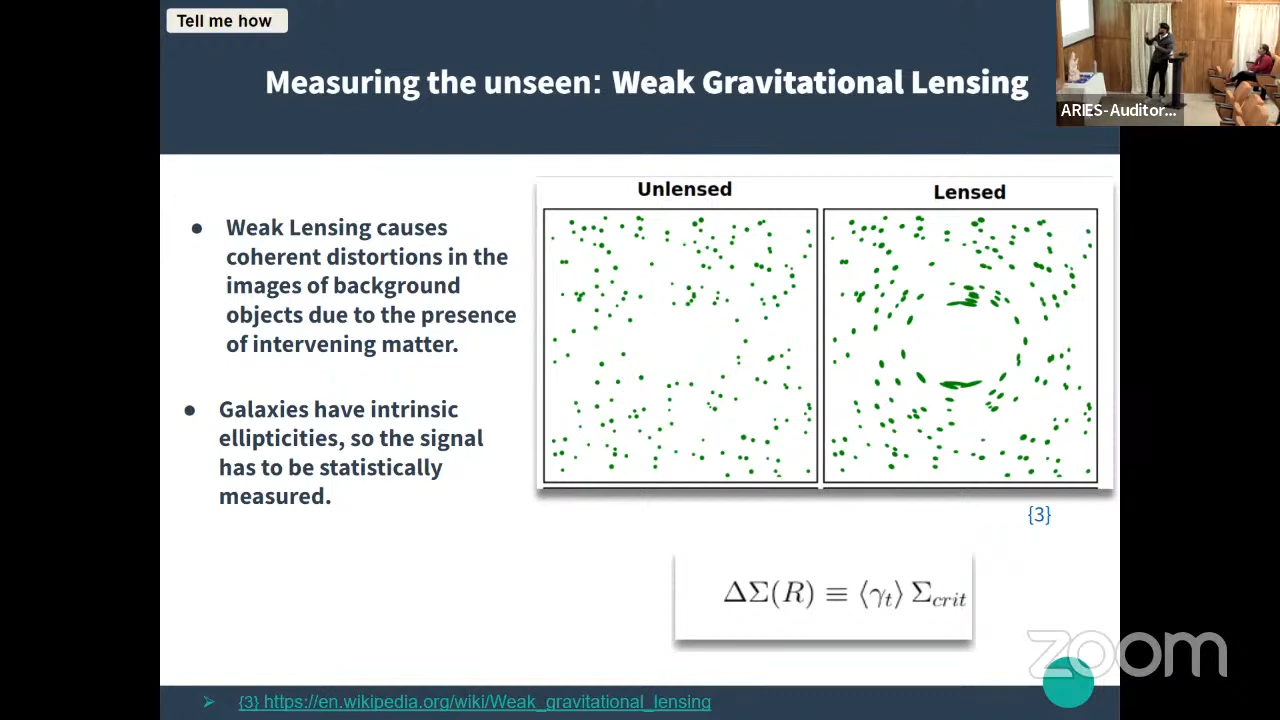 Tell me how
Measuring the unseen: Weak Gravitational Lensing
ARIES-Auditor...
Unlensed
Lensed
● Weak Lensing causes
coherent distortions in the
images of background
objects due to the presence
of intervening matter.
● Galaxies have intrinsic
ellipticities, so the signal
has to be statistically
measured.
{3}
ΔΣ(R) ≡ ⟨γₜ⟩ Σ_crit
zoom
➢ {3} https://en.wikipedia.org/wiki/Weak_gravitational_lensing